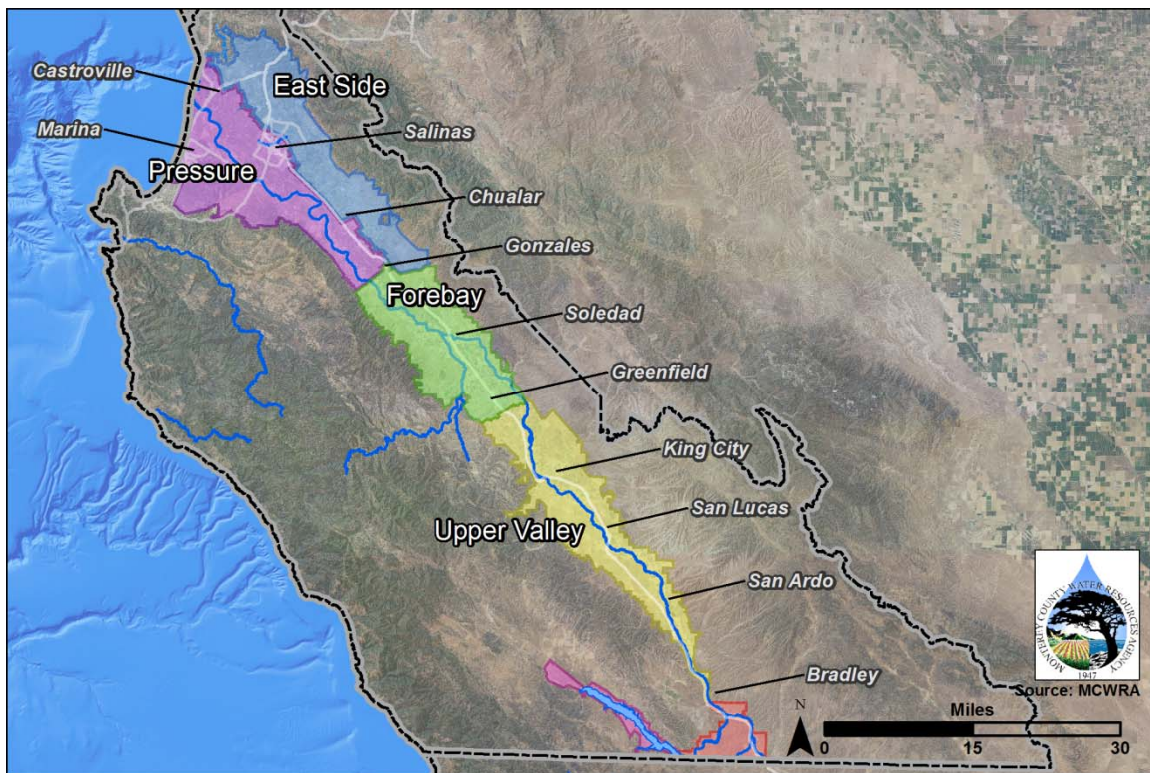 East Side
Castroville
Marina
Salinas
Pressure
Chualar
Gonzales
Forebay
Soledad
Greenfield
King City
San Lucas
Upper Valley
San Ardo
Bradley
MONTEREY COUNTY WATER RESOURCES AGENCY
1947
Source: MCWRA
N
Miles
0 15 30